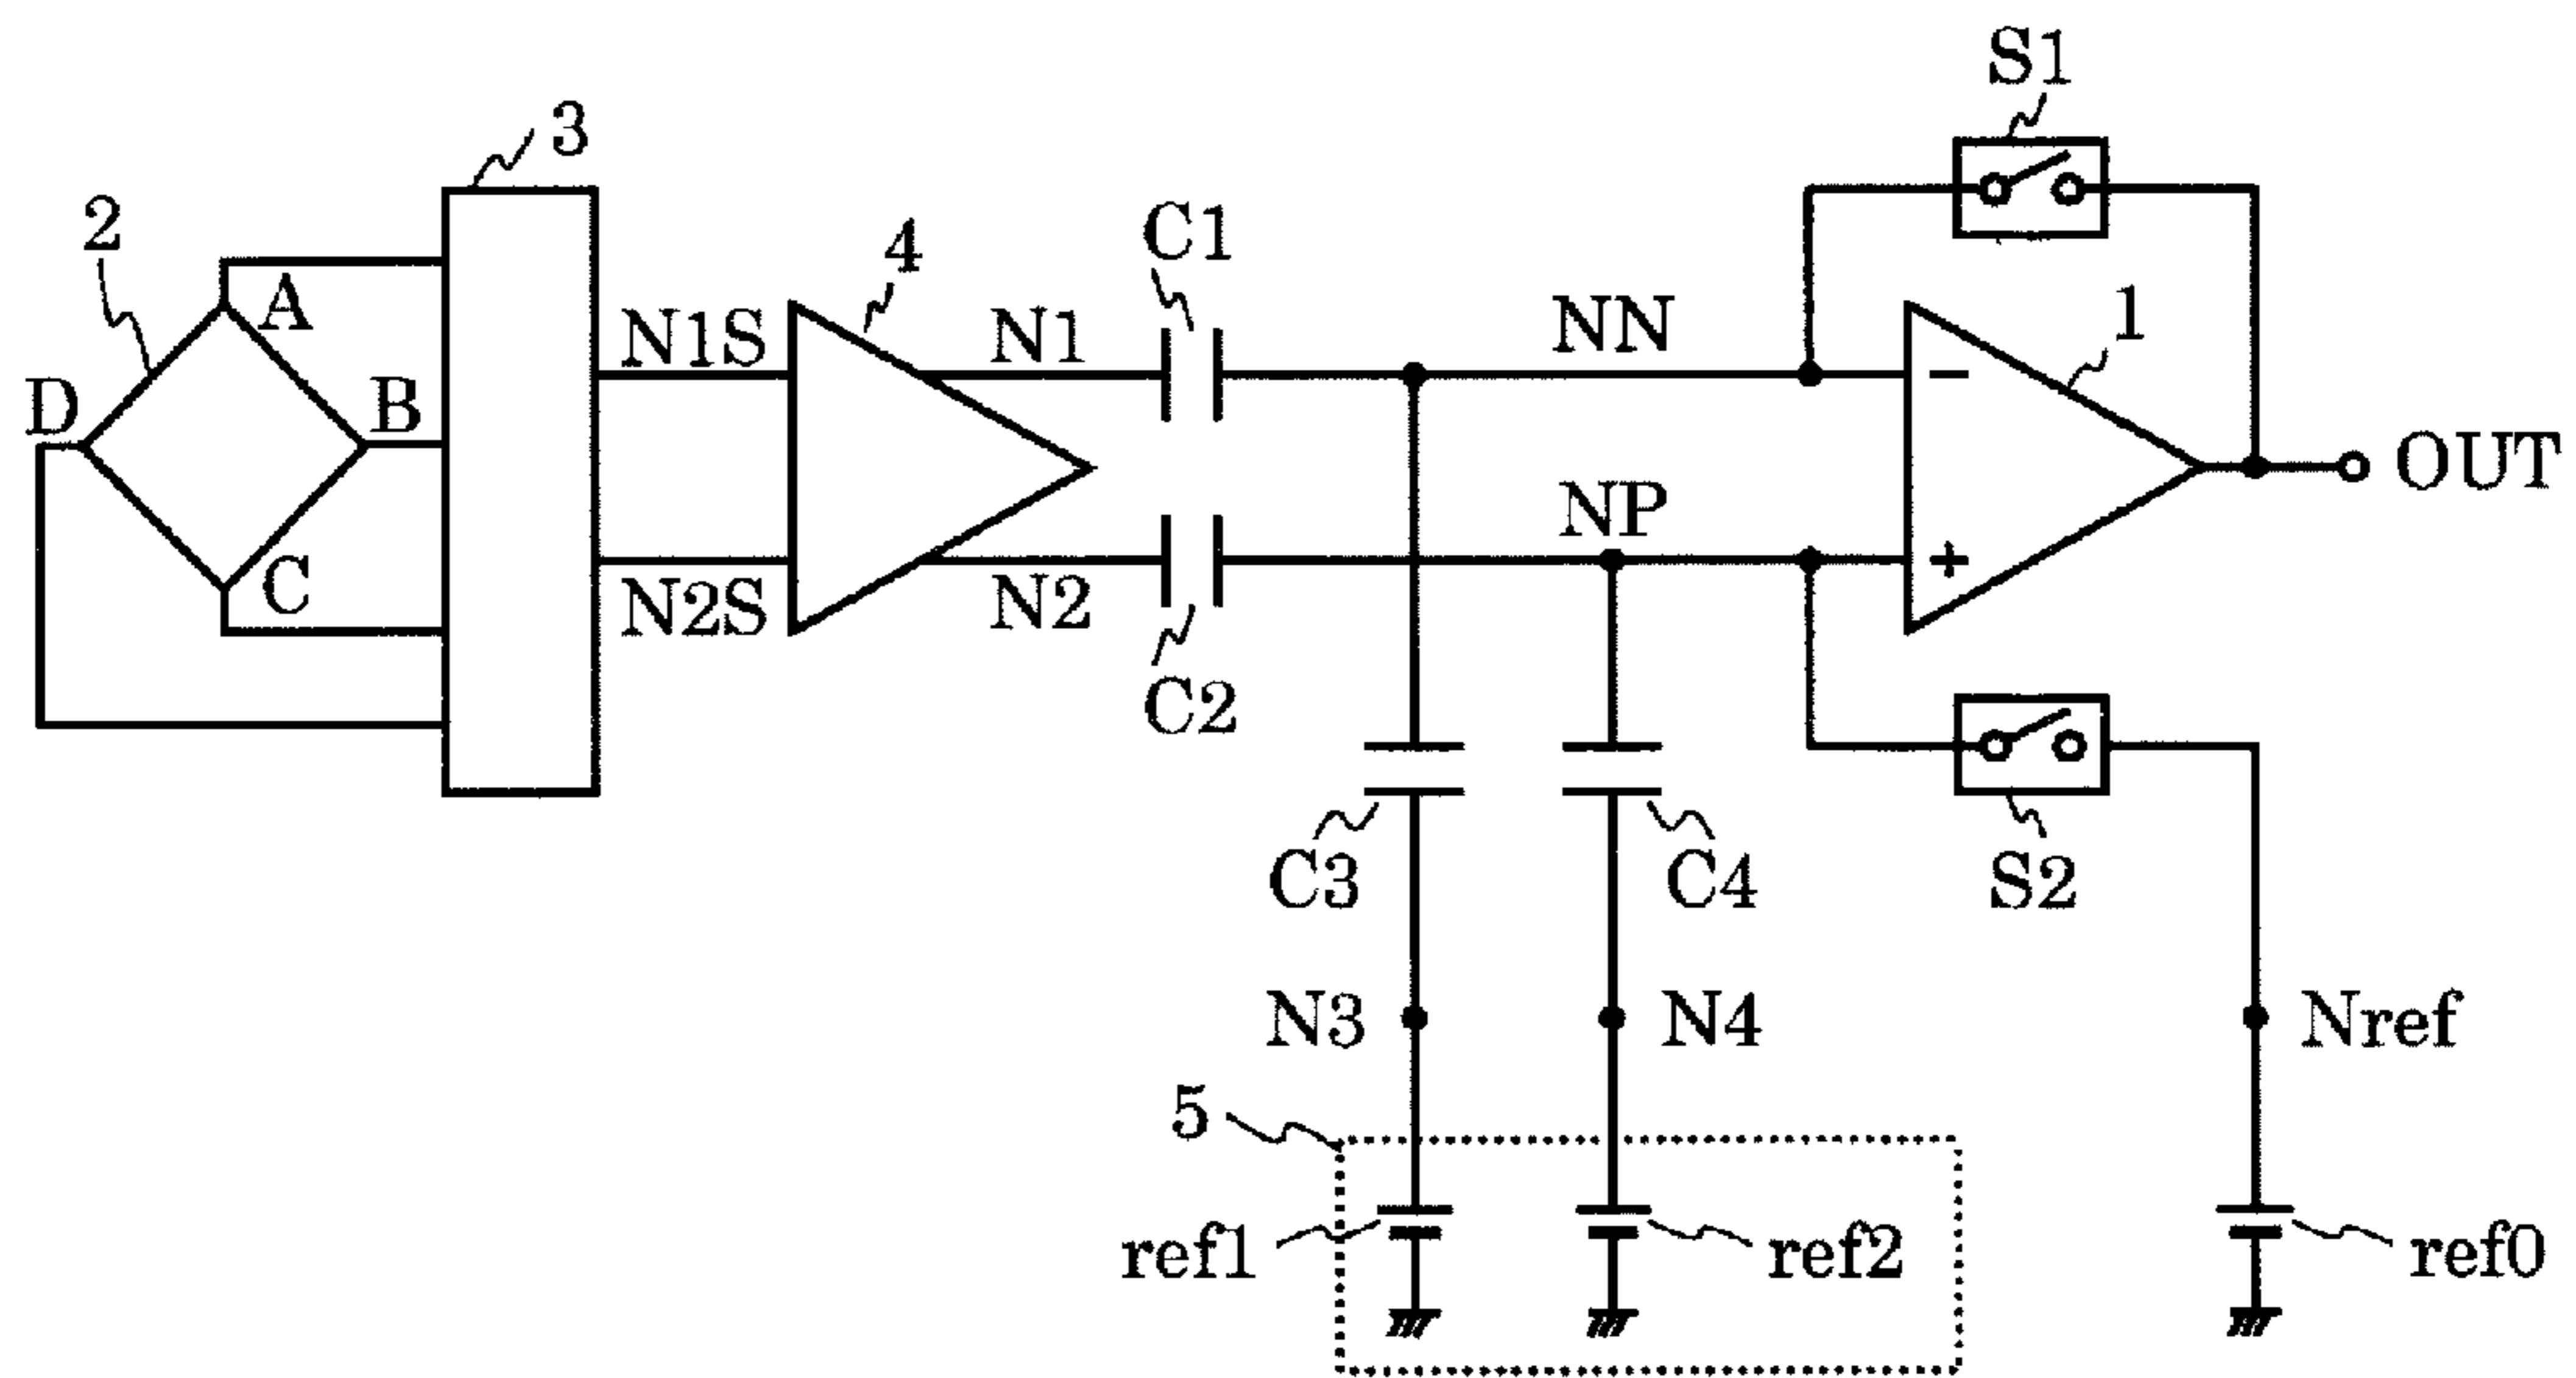 S1
3
2
4
C1
1
A
N1S
N1
NN
−
D
B
OUT
NP
C
N2S
N2
+
C2
C3
C4
S2
N3
N4
Nref
5
ref1
ref2
ref0